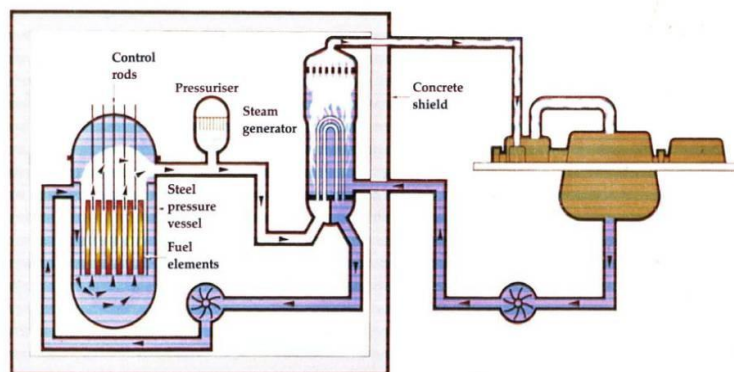 Control
rods
Pressuriser
Steam
generator
Concrete
shield
Steel
pressure
vessel
Fuel
elements